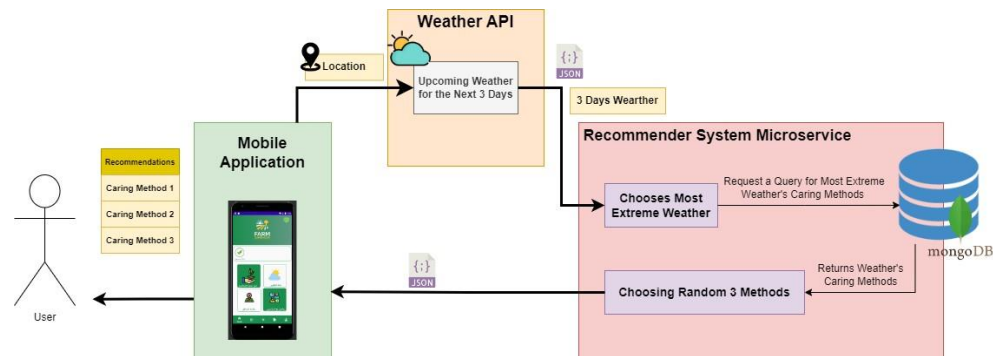 Weather API
Location
Upcoming Weather
for the Next 3 Days
{;}
JSON
3 Days Wearther
Mobile
Application
Recommender System Microservice
Recommendations
Caring Method 1
Caring Method 2
Caring Method 3
Chooses Most
Extreme Weather
Request a Query for Most Extreme
Weather's Caring Methods
mongoDB
FARM
{;}
JSON
Returns Weather's
Caring Methods
Choosing Random 3 Methods
User